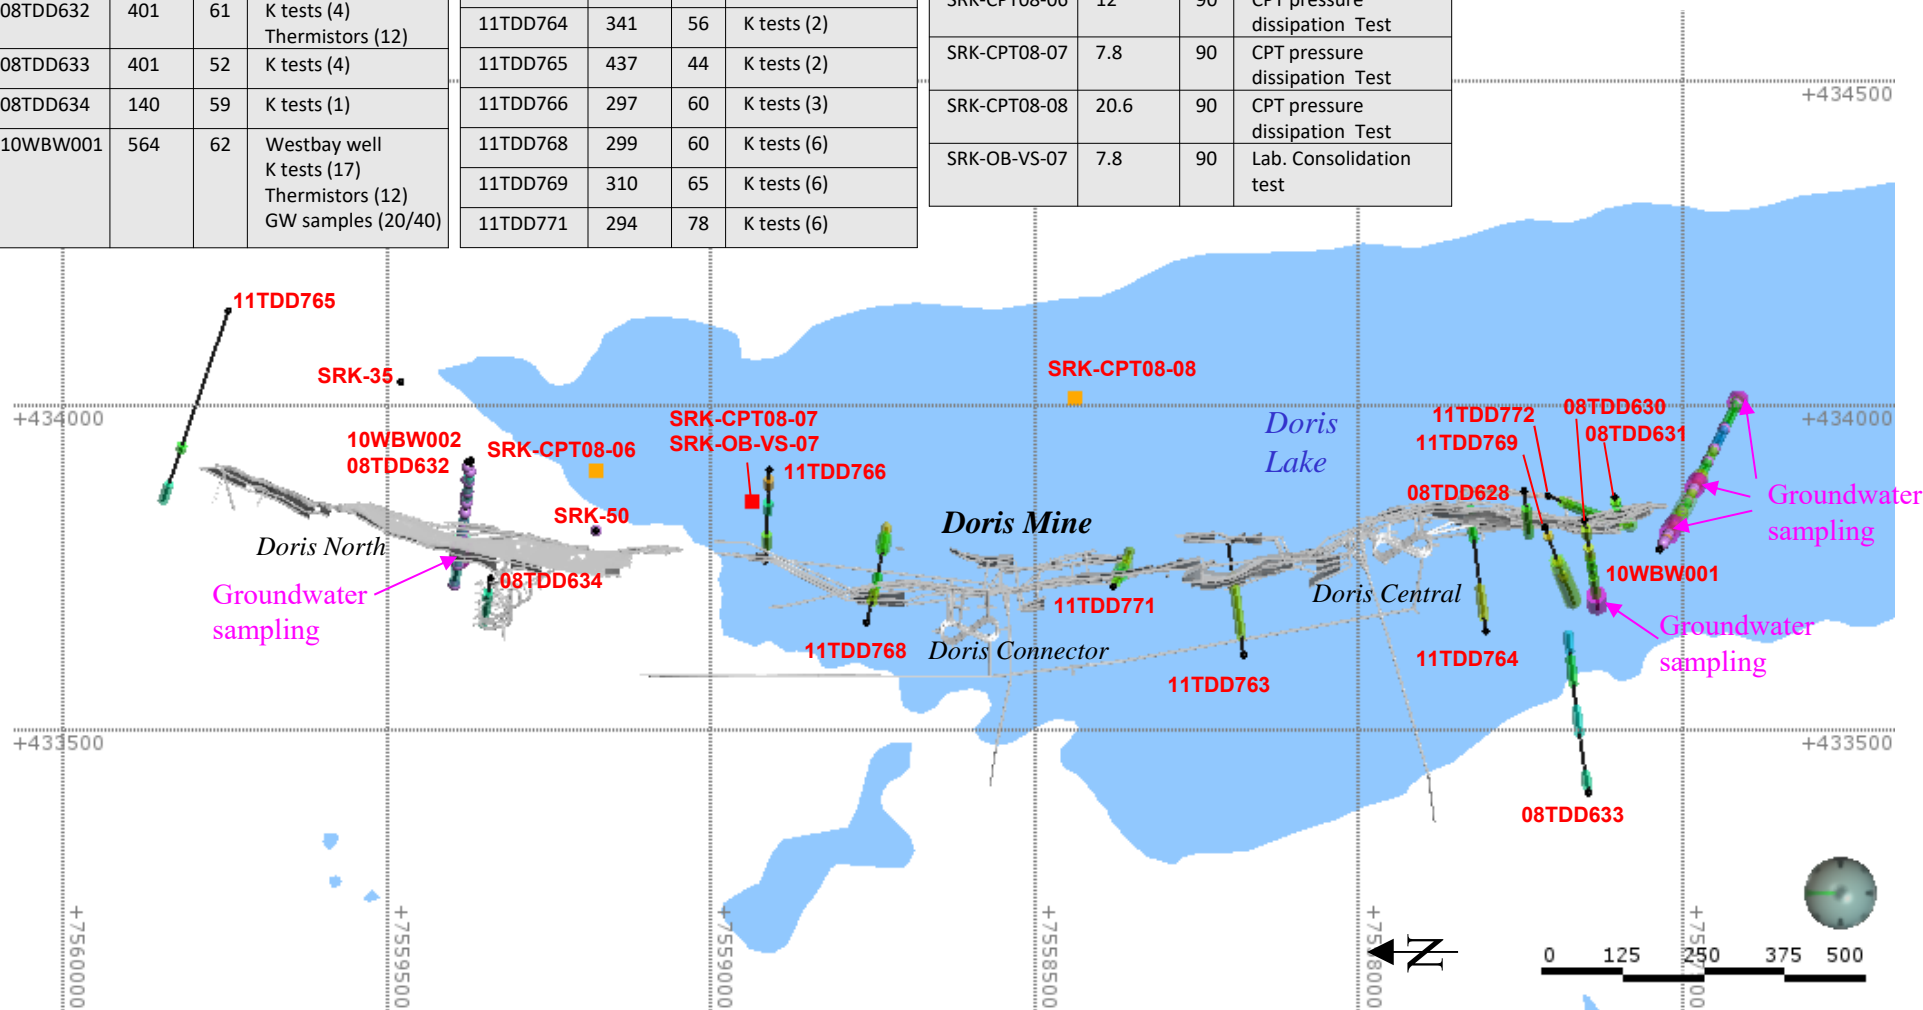 08TDD632 401 61 K tests (4)
Thermistors (12)
08TDD633 401 52 K tests (4)
08TDD634 140 59 K tests (1)
10WBW001 564 62 Westbay well
K tests (17)
Thermistors (12)
GW samples (20/40)
11TDD764 341 56 K tests (2)
11TDD765 437 44 K tests (2)
11TDD766 297 60 K tests (3)
11TDD768 299 60 K tests (6)
11TDD769 310 65 K tests (6)
11TDD771 294 78 K tests (6)
SRK-CPT08-06 12 90 CPT pressure
dissipation Test
SRK-CPT08-07 7.8 90 CPT pressure
dissipation Test
SRK-CPT08-08 20.6 90 CPT pressure
dissipation Test
SRK-OB-VS-07 7.8 90 Lab. Consolidation
test
+434500
11TDD765
SRK-35
SRK-CPT08-08
+434000
+434000
10WBW002
08TDD632
SRK-CPT08-06
SRK-CPT08-07
SRK-OB-VS-07
11TDD766
Doris
Lake
11TDD772
11TDD769
08TDD630
08TDD631
08TDD628
Groundwater
sampling
SRK-50
Doris Mine
Doris North
08TDD634
Groundwater
sampling
11TDD768
Doris Connector
11TDD771
11TDD763
Doris Central
11TDD764
10WBW001
Groundwater
sampling
+433500
+433500
08TDD633
+7560000
+7559500
+7559000
+7558500
N
0 125 250 375 500